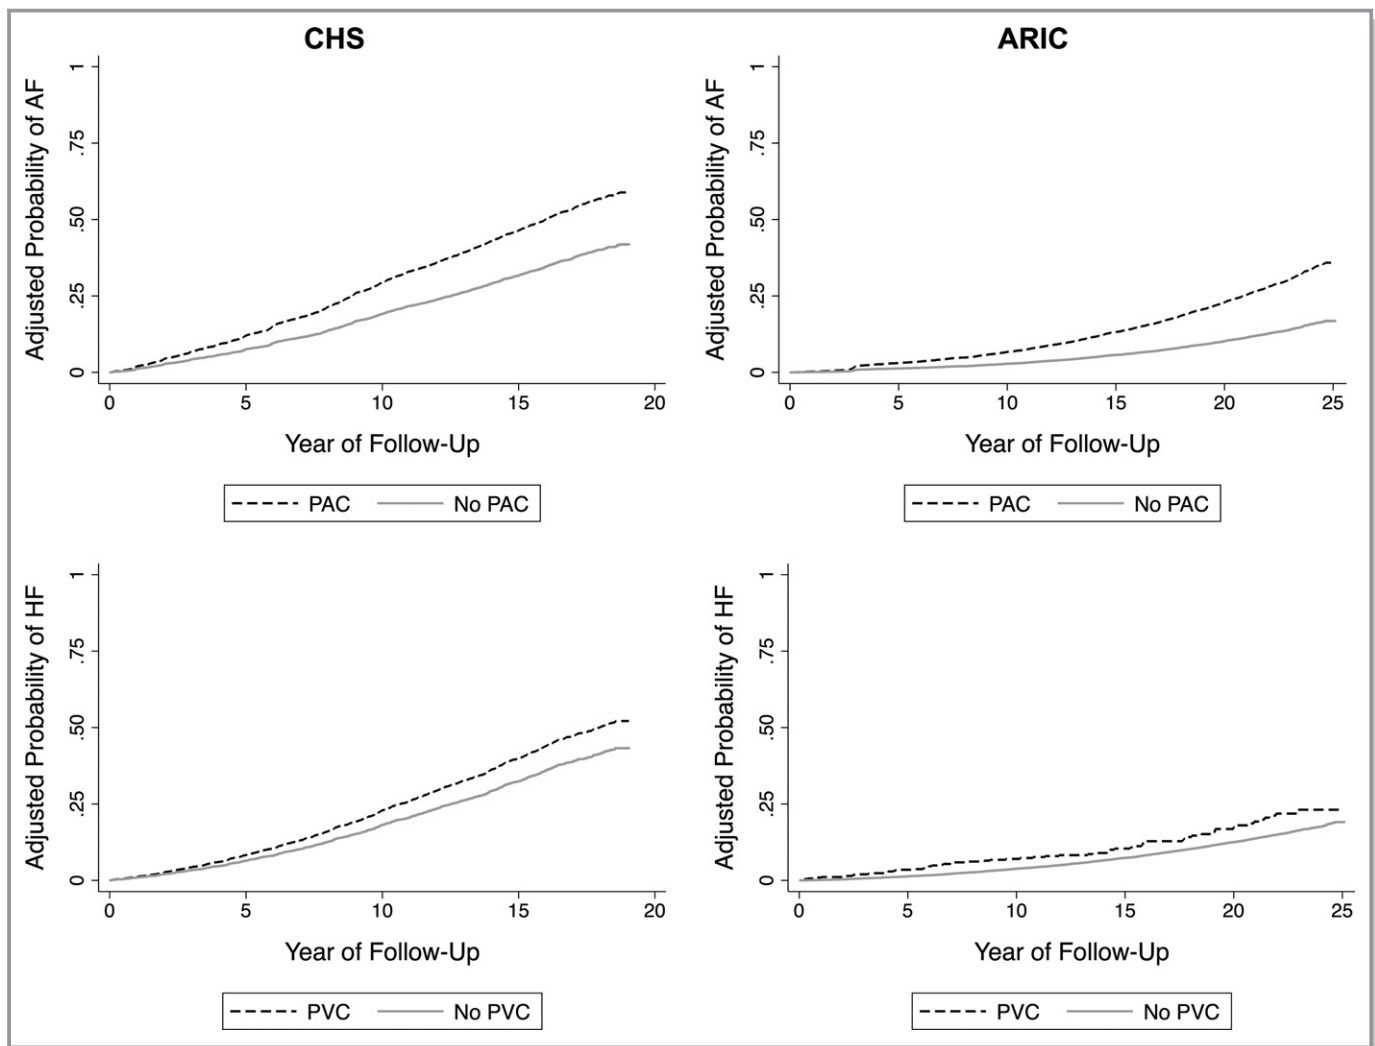 CHS
ARIC
Adjusted Probability of AF
1
.75
.50
.25
0
0 5 10 15 20
Year of Follow-Up
PAC No PAC
Adjusted Probability of AF
1
.75
.50
.25
0
0 5 10 15 20 25
Year of Follow-Up
PAC No PAC
Adjusted Probability of HF
1
.75
.50
.25
0
0 5 10 15 20
Year of Follow-Up
PVC No PVC
Adjusted Probability of HF
1
.75
.50
.25
0
0 5 10 15 20 25
Year of Follow-Up
PVC No PVC